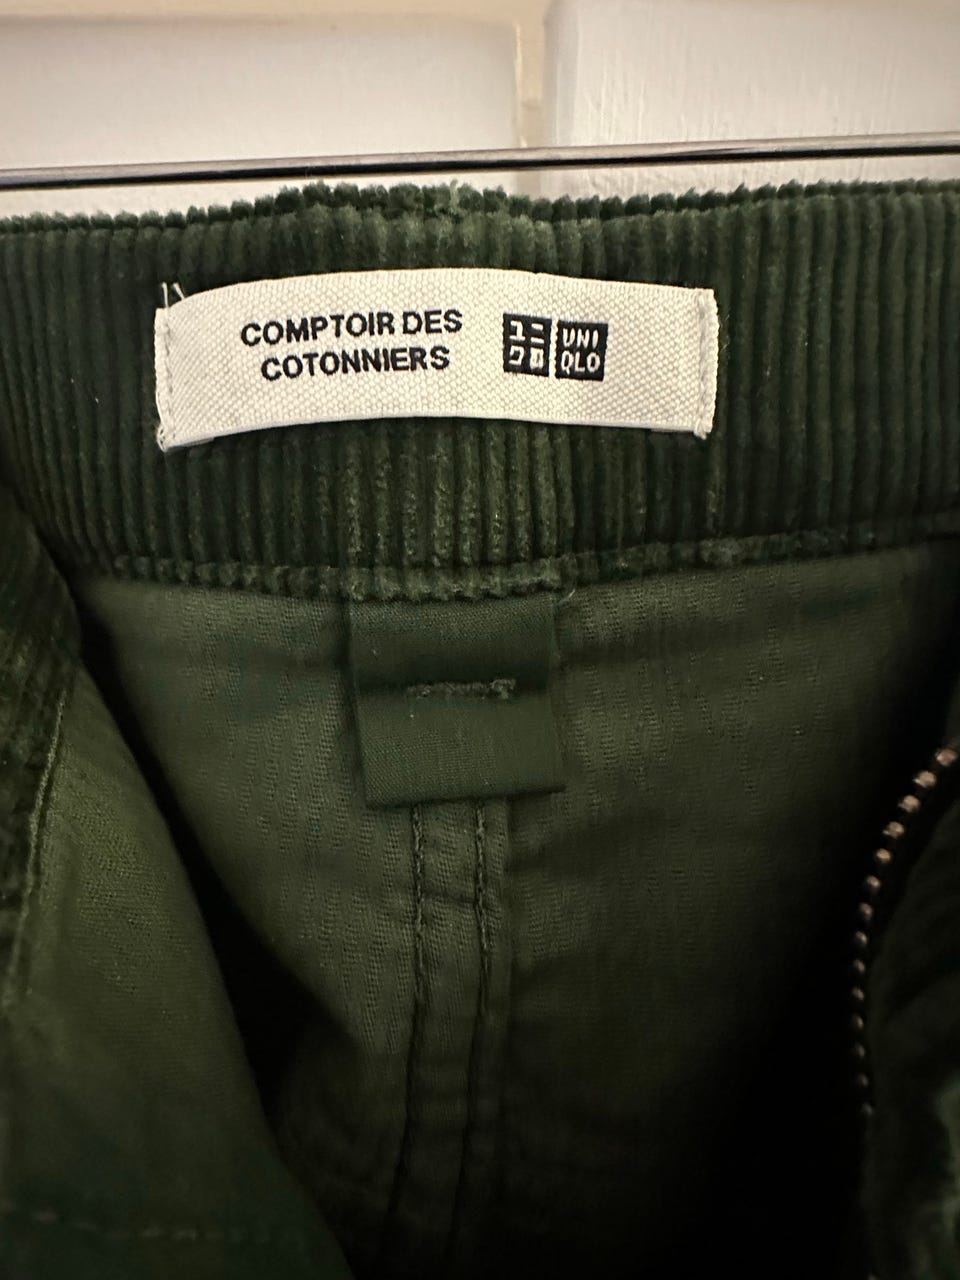 COMPTOIR DES
COTONNIERS
ユニ
クロ
UNI
QLO